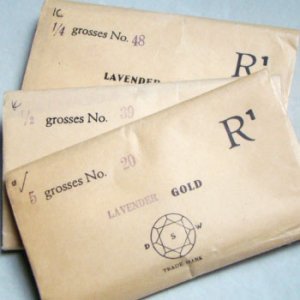 1/4 grosses No. 48
LAVENDER
R¹
1/2 grosses No. 39
R¹
5 grosses No. 20
LAVENDER GOLD
D S W
TRADE MARK